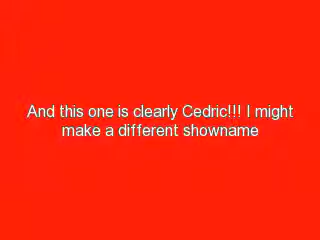 And this one is clearly Cedric!!! I might
make a different showname